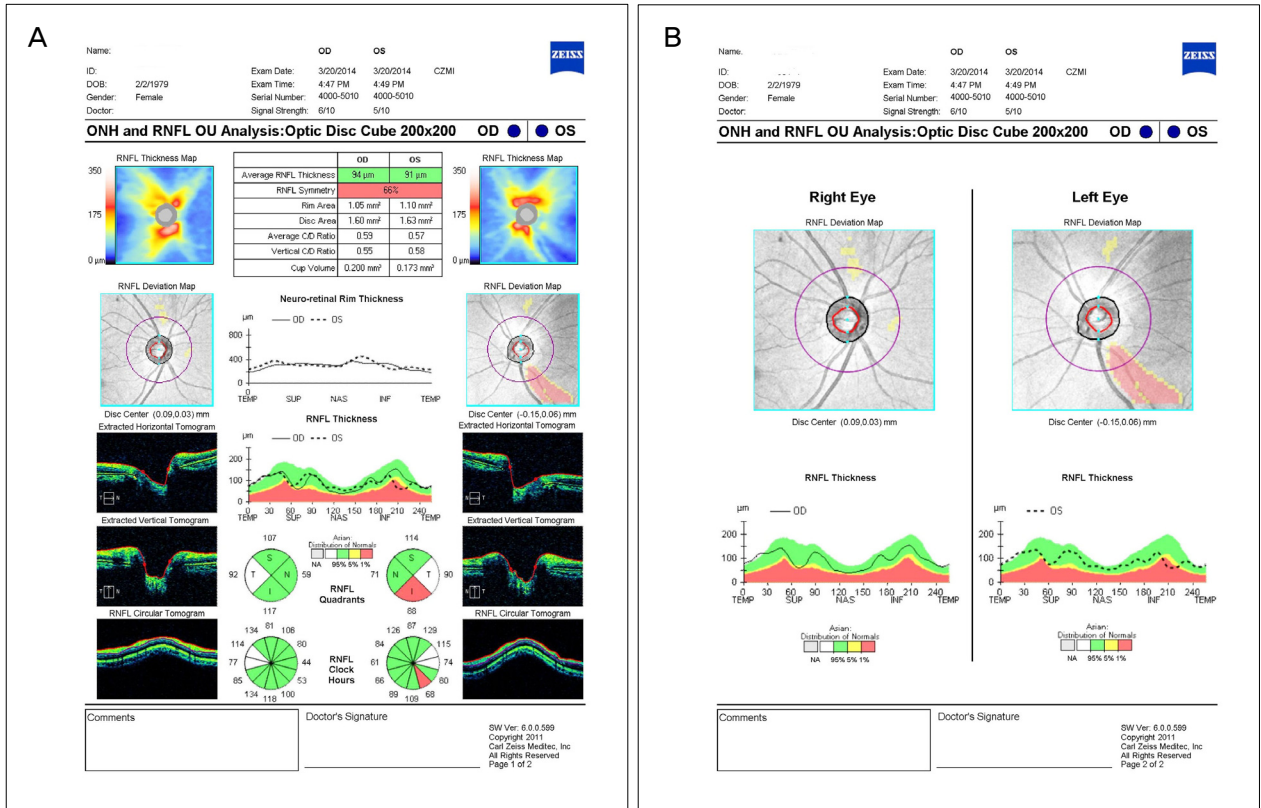 A
Name:
OD OS
ZEISS
ID: Exam Date: 3/20/2014 3/20/2014 CZMI
DOB: 2/2/1979 Exam Time: 4:47 PM 4:49 PM
Gender: Female Serial Number: 4000-5010 4000-5010
Doctor: Signal Strength: 6/10 5/10
ONH and RNFL OU Analysis:Optic Disc Cube 200x200 OD OS
RNFL Thickness Map
350
175
0 µm
OD OS
Average RNFL Thickness 94 µm 91 µm
RNFL Symmetry 66%
Rim Area 1.05 mm² 1.10 mm²
Disc Area 1.60 mm² 1.63 mm²
Average C/D Ratio 0.59 0.57
Vertical C/D Ratio 0.55 0.58
Cup Volume 0.200 mm³ 0.173 mm³
RNFL Thickness Map
350
175
0 µm
RNFL Deviation Map
Disc Center (0.09,0.03) mm
Neuro-retinal Rim Thickness
µm OD OS
800
400
0
0
TEMP SUP NAS INF TEMP
RNFL Deviation Map
Disc Center (-0.15,0.06) mm
Extracted Horizontal Tomogram
T N
RNFL Thickness
µm OD OS
200
100
0
0 30 60 90 120 150 180 210 240
TEMP SUP NAS INF TEMP
Extracted Horizontal Tomogram
N T
Extracted Vertical Tomogram
Extracted Vertical Tomogram
107
S
92 T N 59
I
117
Asian:
Distribution of Normals
NA 95% 5% 1%
RNFL
Quadrants
114
S
71 N T 90
I
88
RNFL Circular Tomogram
81
134 106
114 80
77 44
85 53
134 100
118
RNFL
Clock
Hours
87
126 129
84 115
61 74
66 80
89 68
109
RNFL Circular Tomogram
Comments
Doctor's Signature
SW Ver: 6.0.0.599
Copyright 2011
Carl Zeiss Meditec, Inc
All Rights Reserved
Page 1 of 2
B
Name:
OD OS
ZEISS
ID: Exam Date: 3/20/2014 3/20/2014 CZMI
DOB: 2/2/1979 Exam Time: 4:47 PM 4:49 PM
Gender: Female Serial Number: 4000-5010 4000-5010
Doctor: Signal Strength: 6/10 5/10
ONH and RNFL OU Analysis:Optic Disc Cube 200x200 OD OS
Right Eye
RNFL Deviation Map
Disc Center (0.09,0.03) mm
RNFL Thickness
µm OD
200
100
0
0 30 60 90 120 150 180 210 240
TEMP SUP NAS INF TEMP
Asian:
Distribution of Normals
NA 95% 5% 1%
Left Eye
RNFL Deviation Map
Disc Center (-0.15,0.06) mm
RNFL Thickness
µm OS
200
100
0
0 30 60 90 120 150 180 210 240
TEMP SUP NAS INF TEMP
Asian:
Distribution of Normals
NA 95% 5% 1%
Comments
Doctor's Signature
SW Ver: 6.0.0.599
Copyright 2011
Carl Zeiss Meditec, Inc
All Rights Reserved
Page 2 of 2